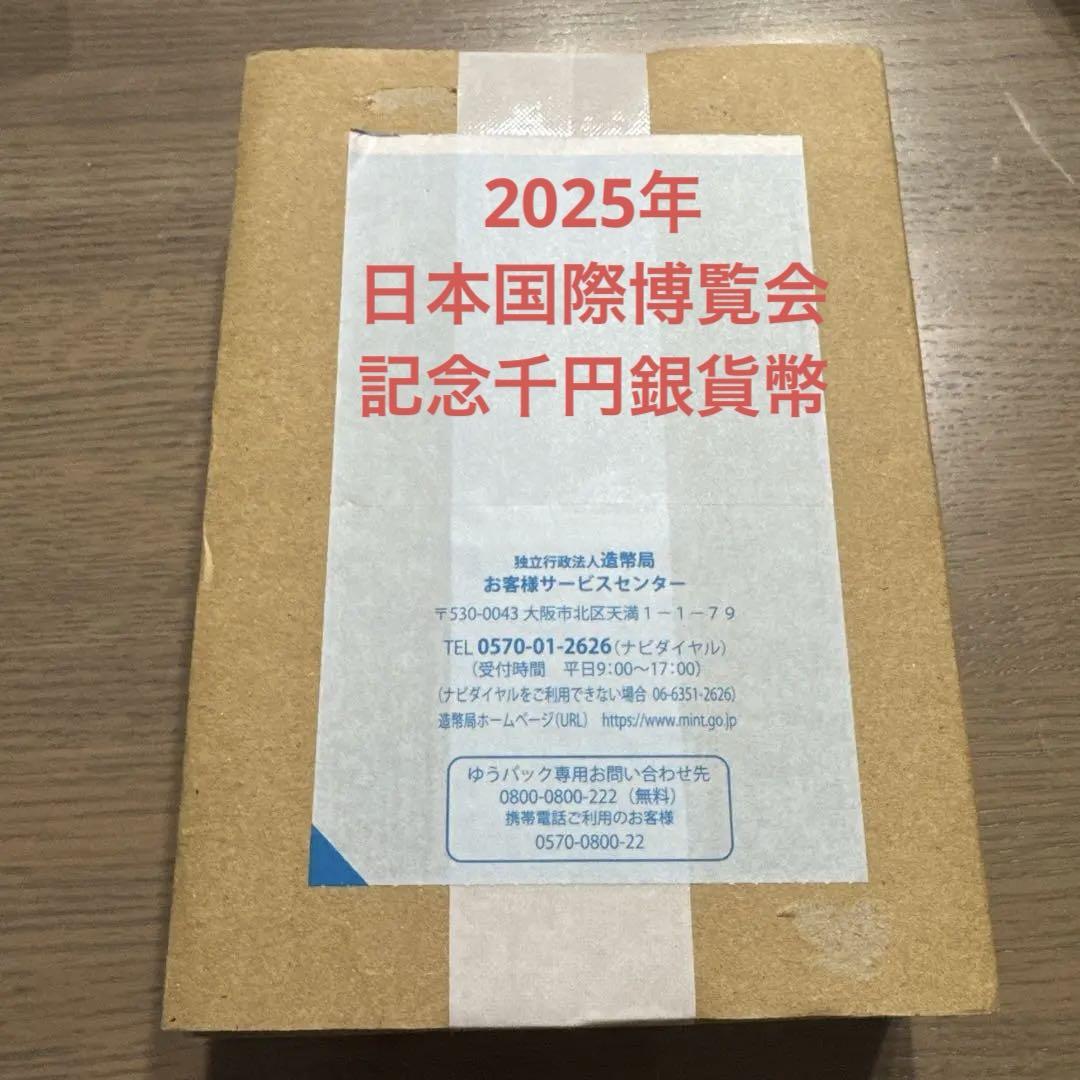 2025年
日本国際博覧会
記念千円銀貨幣
独立行政法人造幣局
お客様サービスセンター
〒530-0043 大阪市北区天満1－1－79
TEL 0570-01-2626(ナビダイヤル)
(受付時間　平日9:00〜17:00)
(ナビダイヤルをご利用できない場合 06-6351-2626)
造幣局ホームページ(URL)　https://www.mint.go.jp
ゆうパック専用お問い合わせ先
0800-0800-222（無料）
携帯電話ご利用のお客様
0570-0800-22